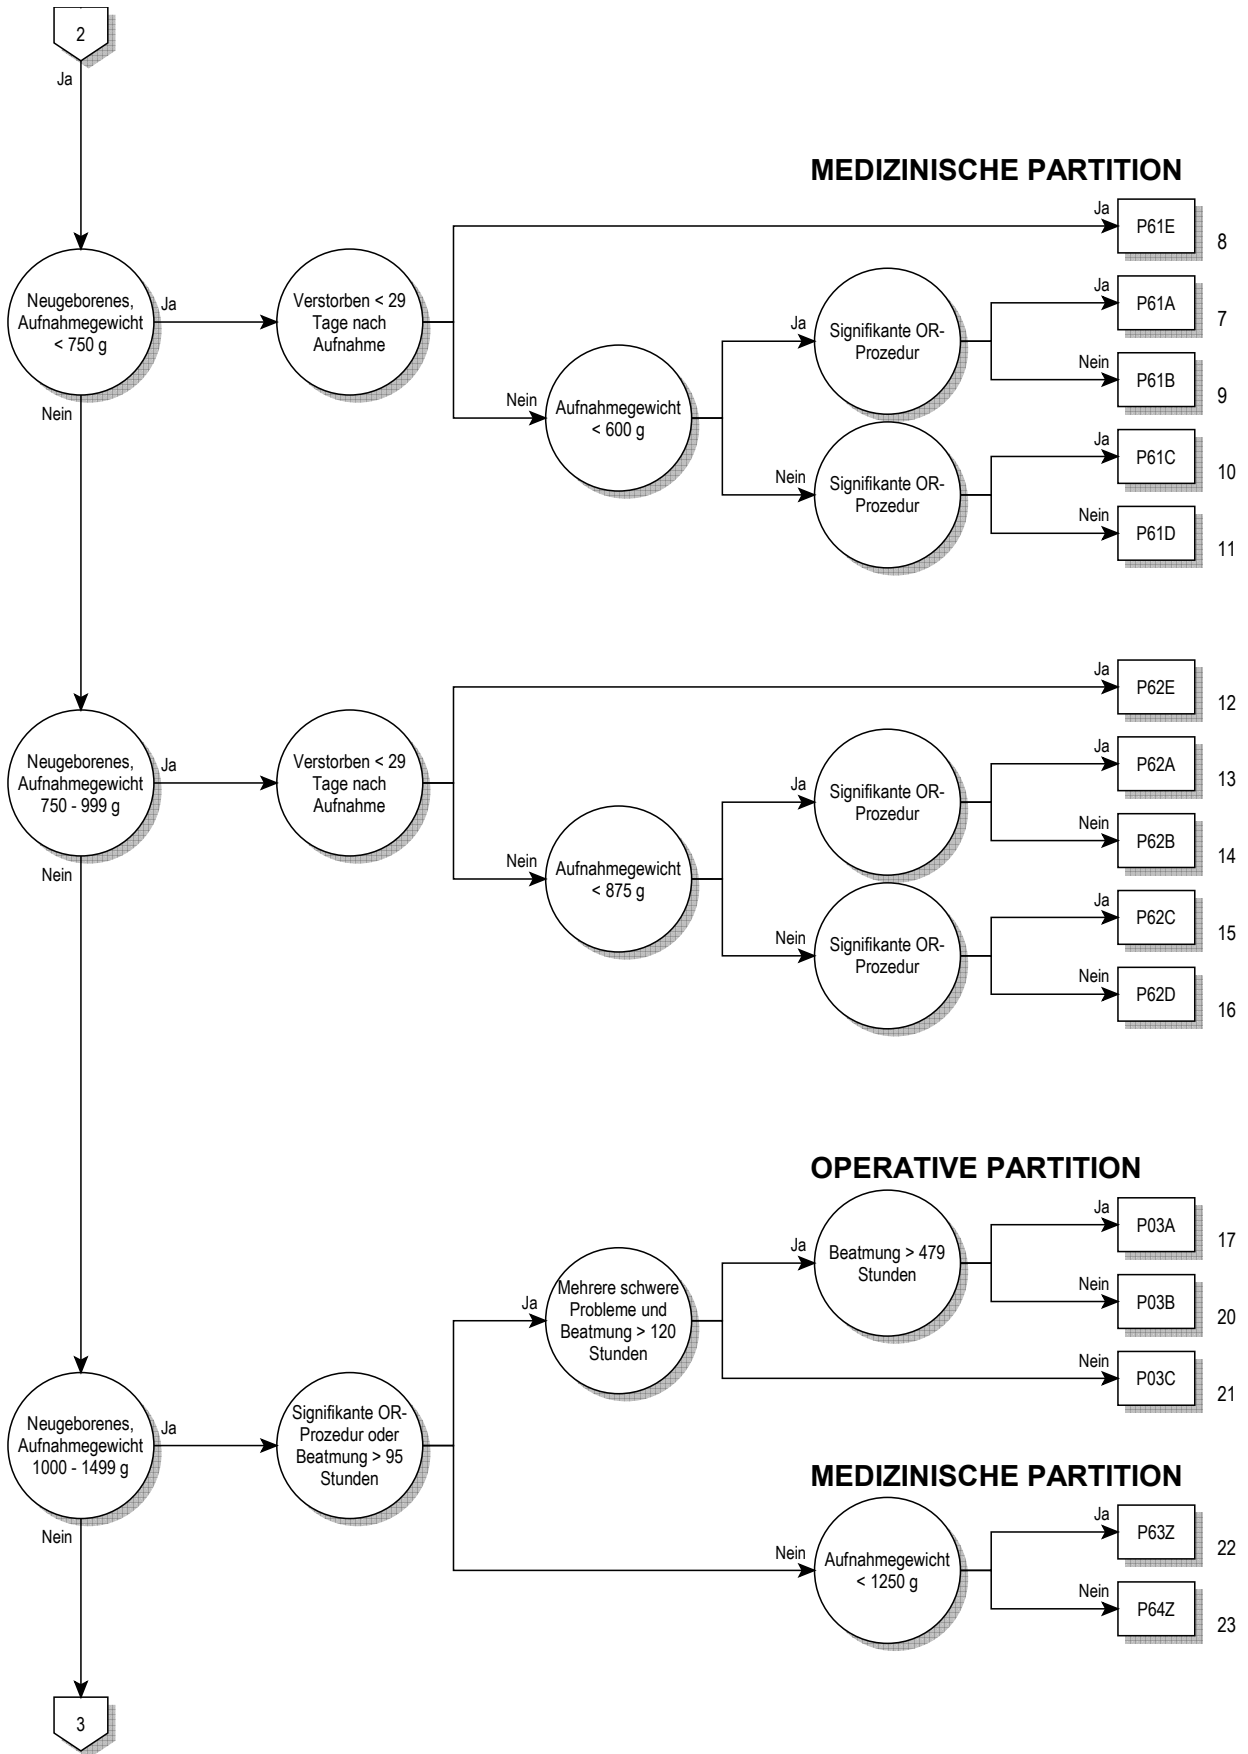 2
Ja
MEDIZINISCHE PARTITION
Ja
P61E
8
Neugeborenes,
Aufnahmegewicht
< 750 g
Ja
Verstorben < 29
Tage nach
Aufnahme
Nein
Nein
Aufnahmegewicht
< 600 g
Ja
Signifikante OR-
Prozedur
Ja
P61A
7
Nein
P61B
9
Nein
Signifikante OR-
Prozedur
Ja
P61C
10
Nein
P61D
11
Ja
P62E
12
Neugeborenes,
Aufnahmegewicht
750 - 999 g
Ja
Verstorben < 29
Tage nach
Aufnahme
Nein
Nein
Aufnahmegewicht
< 875 g
Ja
Signifikante OR-
Prozedur
Ja
P62A
13
Nein
P62B
14
Nein
Signifikante OR-
Prozedur
Ja
P62C
15
Nein
P62D
16
OPERATIVE PARTITION
Neugeborenes,
Aufnahmegewicht
1000 - 1499 g
Ja
Signifikante OR-
Prozedur oder
Beatmung > 95
Stunden
Ja
Mehrere schwere
Probleme und
Beatmung > 120
Stunden
Ja
Beatmung > 479
Stunden
Ja
P03A
17
Nein
P03B
20
Nein
P03C
21
MEDIZINISCHE PARTITION
Nein
Nein
Aufnahmegewicht
< 1250 g
Ja
P63Z
22
Nein
P64Z
23
3